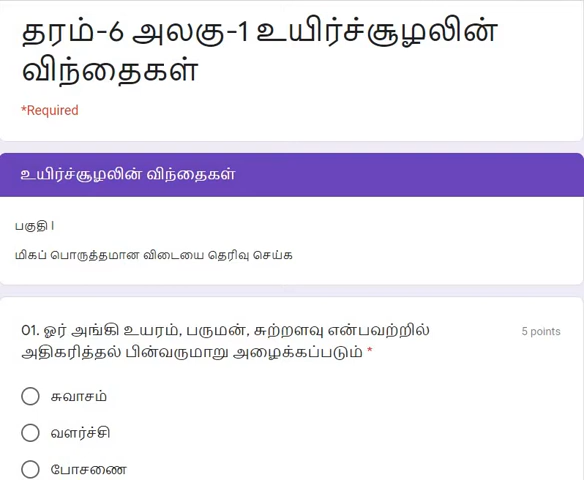 தரம்-6 அலகு-1 உயிர்ச்சூழலின்
விந்தைகள்
*Required
உயிர்ச்சூழலின் விந்தைகள்
பகுதி I
மிகப் பொருத்தமான விடையை தெரிவு செய்க
01. ஓர் அங்கி உயரம், பருமன், சுற்றளவு என்பவற்றில் 5 points
அதிகரித்தல் பின்வருமாறு அழைக்கப்படும் *
சுவாசம்
வளர்ச்சி
போசணை